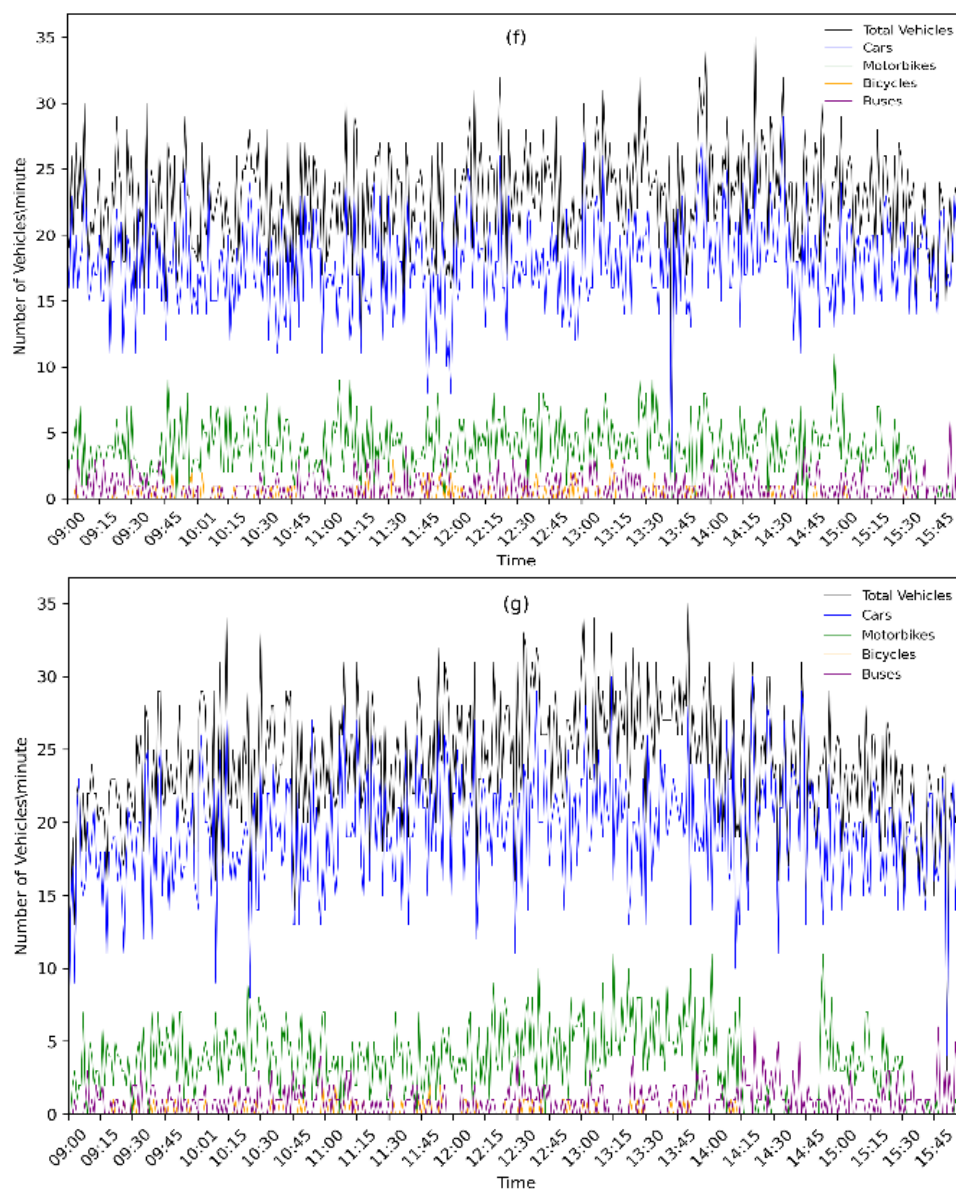 (f)
Total Vehicles
Cars
Motorbikes
Bicycles
Buses
Number of Vehicles\minute
35
30
25
20
15
10
5
0
09:00 09:15 09:30 09:45 10:01 10:15 10:30 10:45 11:00 11:15 11:30 11:45 12:00 12:15 12:30 12:45 13:00 13:15 13:30 13:45 14:00 14:15 14:30 14:45 15:00 15:15 15:30 15:45
Time
(g)
Total Vehicles
Cars
Motorbikes
Bicycles
Buses
Number of Vehicles\minute
35
30
25
20
15
10
5
0
09:00 09:15 09:30 09:45 10:01 10:15 10:30 10:45 11:00 11:15 11:30 11:45 12:00 12:15 12:30 12:45 13:00 13:15 13:30 13:45 14:00 14:15 14:30 14:45 15:00 15:15 15:30 15:45
Time